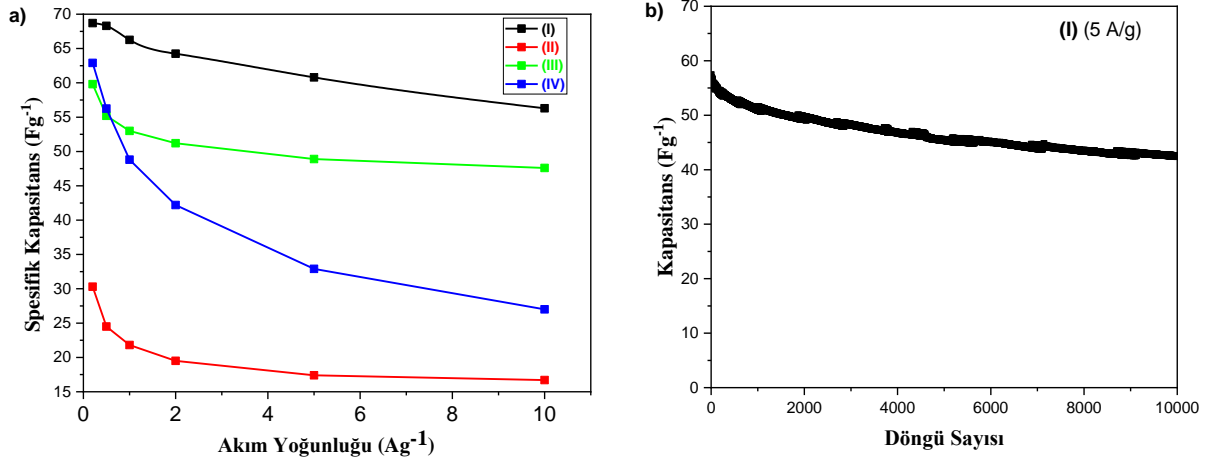 a)
70
65
60
55
50
45
40
35
30
25
20
15
0
2
4
6
8
10
Spesifik Kapasitans (Fg⁻¹)
Akım Yoğunluğu (Ag⁻¹)
(I)
(II)
(III)
(IV)
b)
(I) (5 A/g)
70
60
50
40
30
20
10
0
0
2000
4000
6000
8000
10000
Kapasitans (Fg⁻¹)
Döngü Sayısı